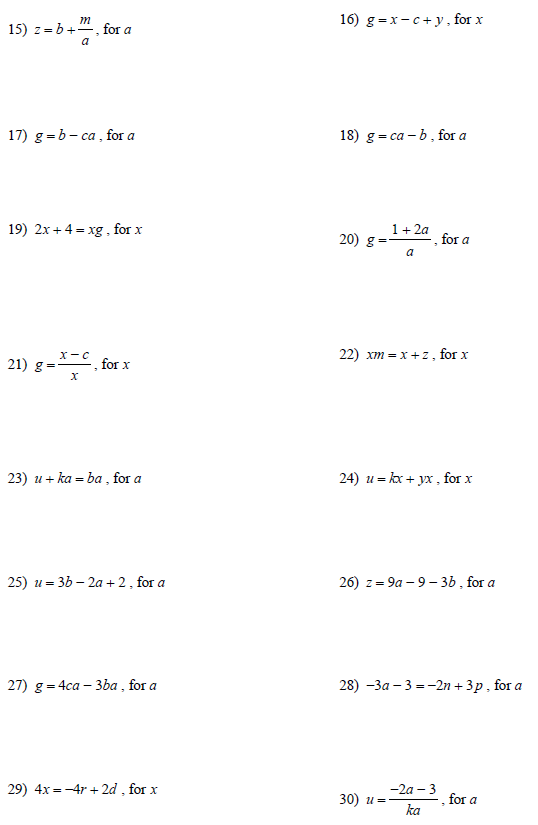 15) z = b + m/a , for a
16) g = x − c + y , for x
17) g = b − ca , for a
18) g = ca − b , for a
19) 2x + 4 = xg , for x
20) g = (1 + 2a)/a , for a
21) g = (x − c)/x , for x
22) xm = x + z , for x
23) u + ka = ba , for a
24) u = kx + yx , for x
25) u = 3b − 2a + 2 , for a
26) z = 9a − 9 − 3b , for a
27) g = 4ca − 3ba , for a
28) −3a − 3 = −2n + 3p , for a
29) 4x = −4r + 2d , for x
30) u = (−2a − 3)/ka , for a